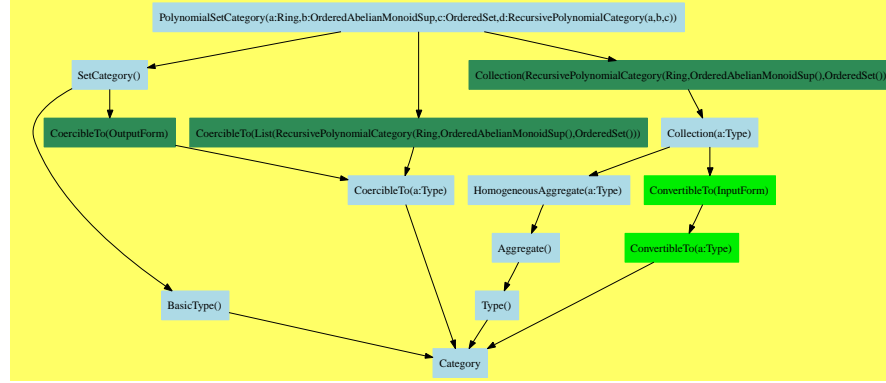 PolynomialSetCategory(a:Ring,b:OrderedAbelianMonoidSup,c:OrderedSet,d:RecursivePolynomialCategory(a,b,c))
SetCategory()
Collection(RecursivePolynomialCategory(Ring,OrderedAbelianMonoidSup(),OrderedSet()))
CoercibleTo(OutputForm)
CoercibleTo(List(RecursivePolynomialCategory(Ring,OrderedAbelianMonoidSup(),OrderedSet())))
Collection(a:Type)
CoercibleTo(a:Type)
HomogeneousAggregate(a:Type)
ConvertibleTo(InputForm)
Aggregate()
ConvertibleTo(a:Type)
BasicType()
Type()
Category